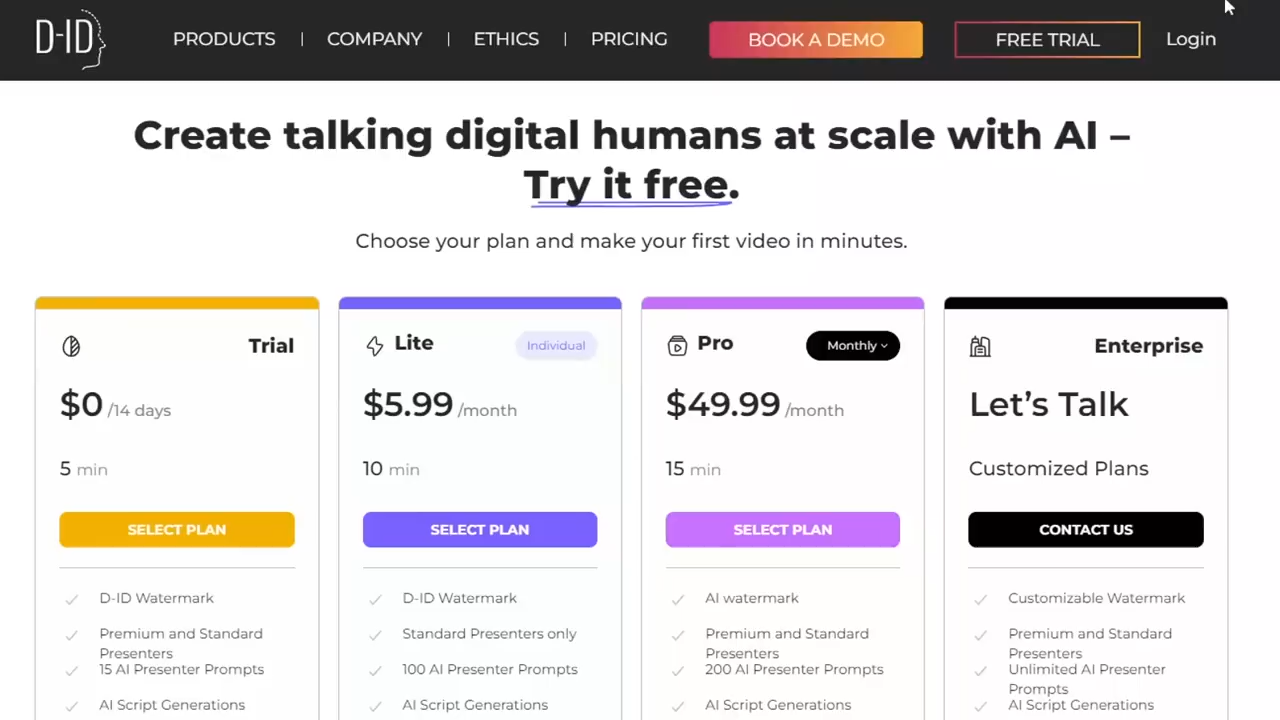 D-ID
PRODUCTS | COMPANY | ETHICS | PRICING
BOOK A DEMO
FREE TRIAL
Login
Create talking digital humans at scale with AI –
Try it free.
Choose your plan and make your first video in minutes.
Trial
$0 /14 days
5 min
SELECT PLAN
D-ID Watermark
Premium and Standard
Presenters
15 AI Presenter Prompts
AI Script Generations
Lite
Individual
$5.99 /month
10 min
SELECT PLAN
D-ID Watermark
Standard Presenters only
100 AI Presenter Prompts
AI Script Generations
Pro
Monthly
$49.99 /month
15 min
SELECT PLAN
AI watermark
Premium and Standard
Presenters
200 AI Presenter Prompts
AI Script Generations
Enterprise
Let’s Talk
Customized Plans
CONTACT US
Customizable Watermark
Premium and Standard
Presenters
Unlimited AI Presenter
Prompts
AI Script Generations